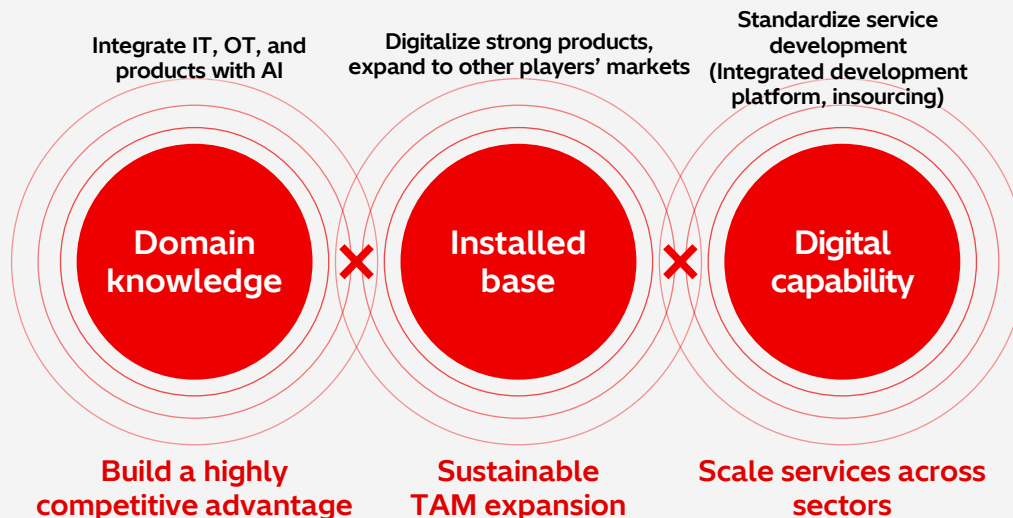 Integrate IT, OT, and
products with AI
Digitalize strong products,
expand to other players’ markets
Standardize service
development
(Integrated development
platform, insourcing)
Domain
knowledge
Installed
base
Digital
capability
Build a highly
competitive advantage
Sustainable
TAM expansion
Scale services across
sectors